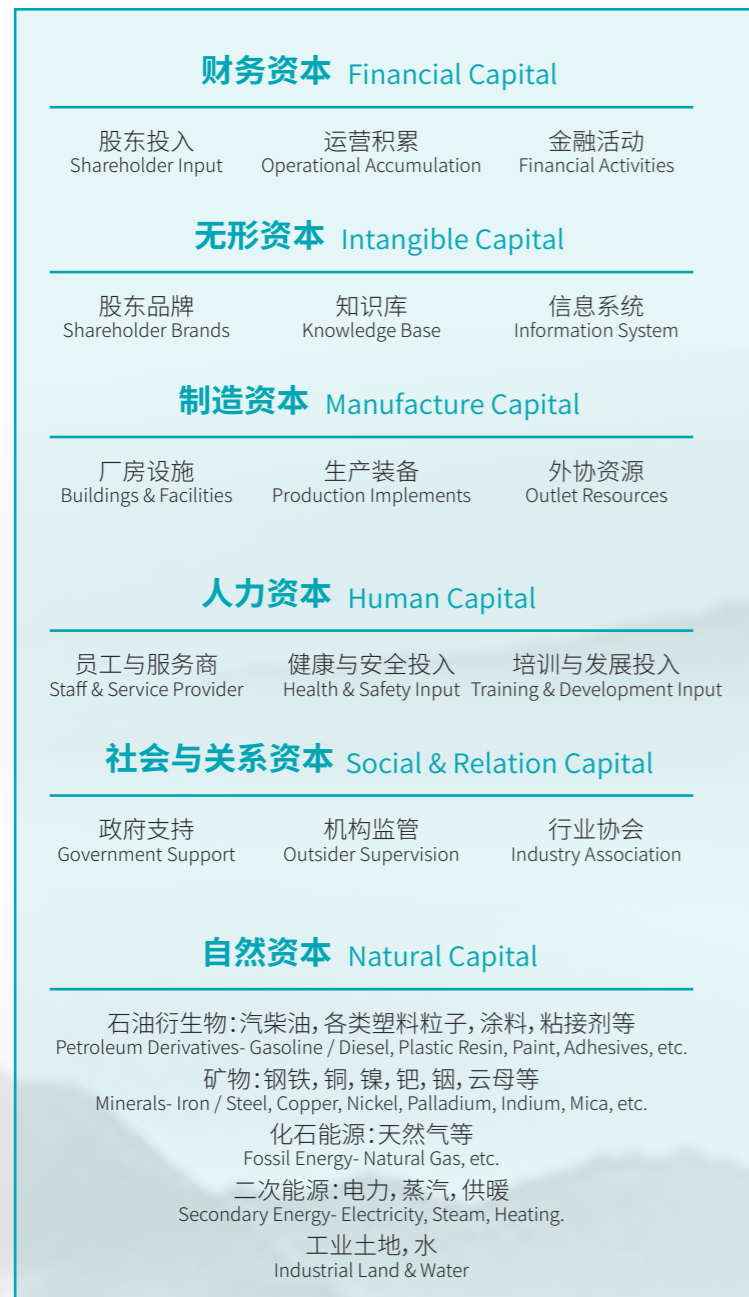 财务资本 Financial Capital
股东投入 运营积累 金融活动
Shareholder Input Operational Accumulation Financial Activities
无形资本 Intangible Capital
股东品牌 知识库 信息系统
Shareholder Brands Knowledge Base Information System
制造资本 Manufacture Capital
厂房设施 生产装备 外协资源
Buildings & Facilities Production Implements Outlet Resources
人力资本 Human Capital
员工与服务商 健康与安全投入 培训与发展投入
Staff & Service Provider Health & Safety Input Training & Development Input
社会与关系资本 Social & Relation Capital
政府支持 机构监管 行业协会
Government Support Outsider Supervision Industry Association
自然资本 Natural Capital
石油衍生物：汽柴油，各类塑料粒子，涂料，粘接剂等
Petroleum Derivatives- Gasoline / Diesel, Plastic Resin, Paint, Adhesives, etc.
矿物：钢铁，铜，镍，钯，铟，云母等
Minerals- Iron / Steel, Copper, Nickel, Palladium, Indium, Mica, etc.
化石能源：天然气等
Fossil Energy- Natural Gas, etc.
二次能源：电力，蒸汽，供暖
Secondary Energy- Electricity, Steam, Heating.
工业土地，水
Industrial Land & Water